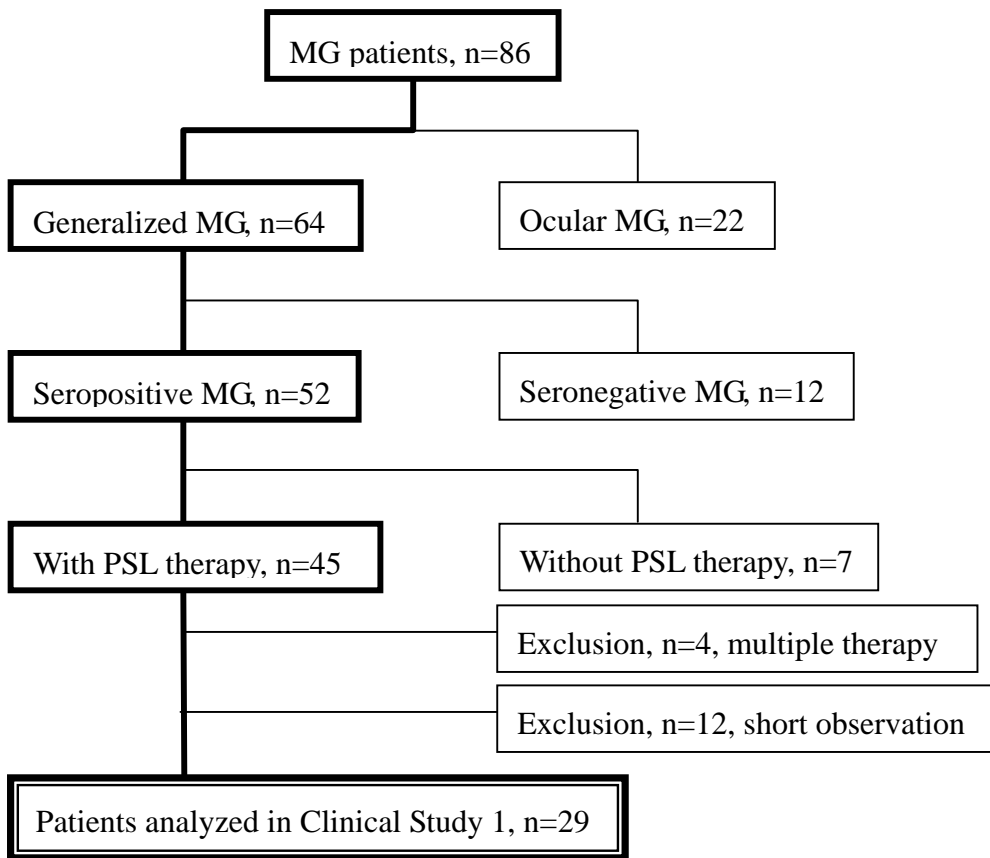 MG patients, n=86
Generalized MG, n=64
Ocular MG, n=22
Seropositive MG, n=52
Seronegative MG, n=12
With PSL therapy, n=45
Without PSL therapy, n=7
Exclusion, n=4, multiple therapy
Exclusion, n=12, short observation
Patients analyzed in Clinical Study 1, n=29